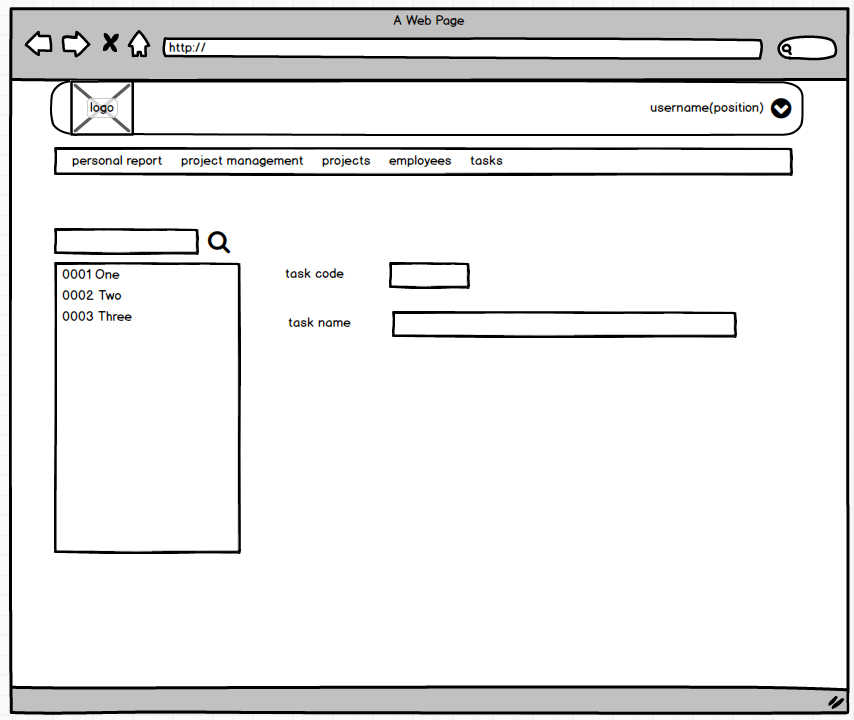 A Web Page
http://
logo
username(position)
personal report project management projects employees tasks
0001 One
0002 Two
0003 Three
task code
task name